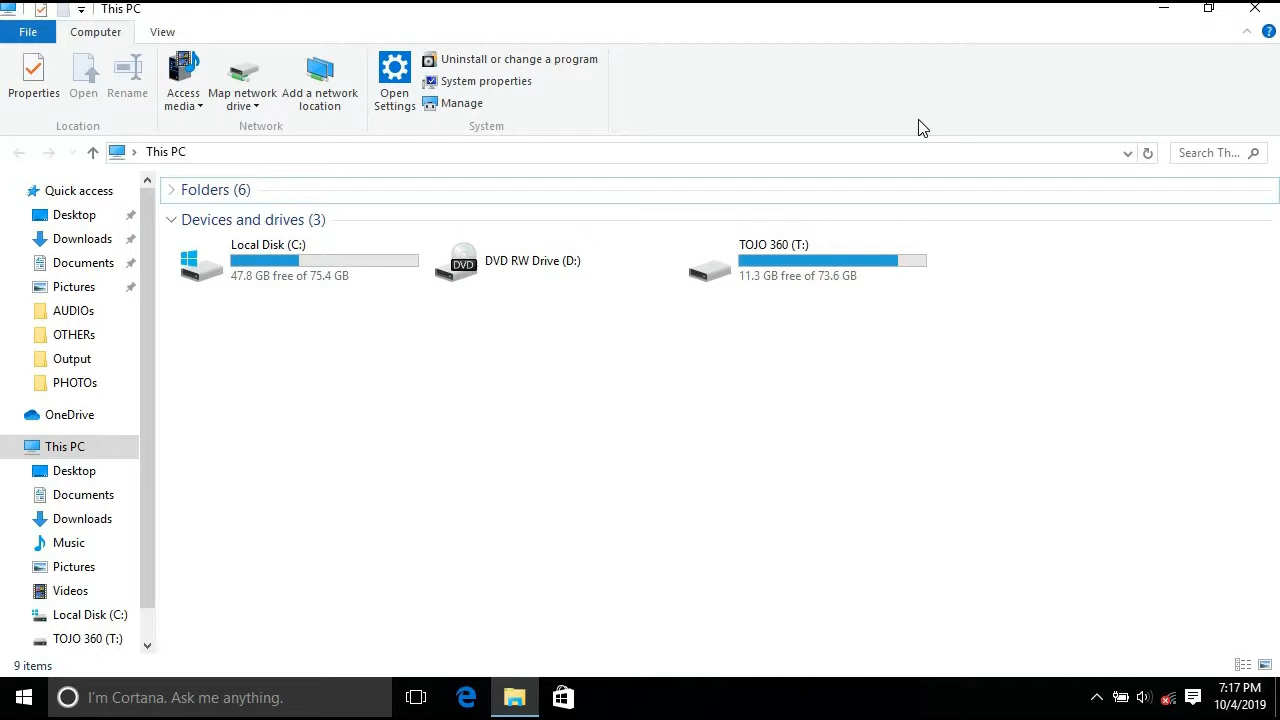 This PC
File
Computer
View
Properties
Open
Rename
Location
Access media
Map network drive
Add a network location
Network
Open Settings
Uninstall or change a program
System properties
Manage
System
This PC
Search Th...
Quick access
Desktop
Downloads
Documents
Pictures
AUDIOs
OTHERs
Output
PHOTOs
OneDrive
This PC
Desktop
Documents
Downloads
Music
Pictures
Videos
Local Disk (C:)
TOJO 360 (T:)
Folders (6)
Devices and drives (3)
Local Disk (C:)
47.8 GB free of 75.4 GB
DVD
DVD RW Drive (D:)
TOJO 360 (T:)
11.3 GB free of 73.6 GB
9 items
I'm Cortana. Ask me anything.
7:17 PM
10/4/2019